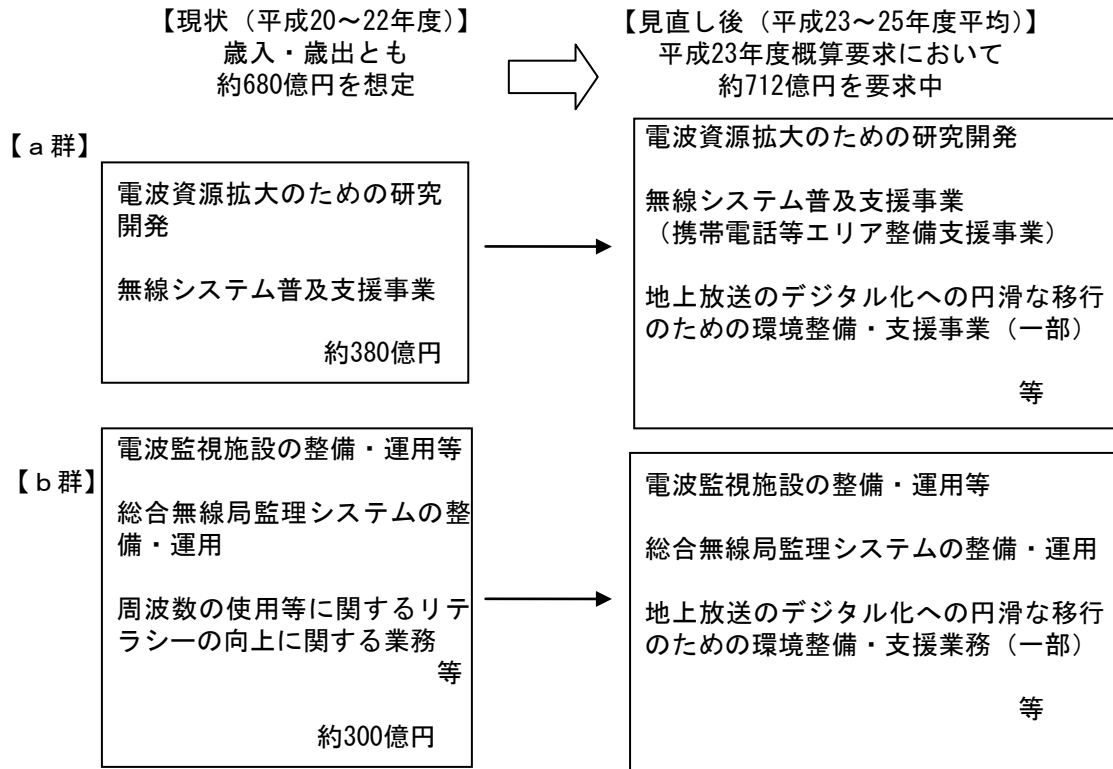 【現状（平成20～22年度）】
歳入・歳出とも
約680億円を想定
【見直し後（平成23～25年度平均）】
平成23年度概算要求において
約712億円を要求中
【ａ群】
電波資源拡大のための研究
開発
無線システム普及支援事業
約380億円
電波資源拡大のための研究開発
無線システム普及支援事業
（携帯電話等エリア整備支援事業）
地上放送のデジタル化への円滑な移行
のための環境整備・支援事業（一部）
等
【ｂ群】
電波監視施設の整備・運用等
総合無線局監理システムの整
備・運用
周波数の使用等に関するリテ
ラシーの向上に関する業務
等
約300億円
電波監視施設の整備・運用等
総合無線局監理システムの整備・運用
地上放送のデジタル化への円滑な移行
のための環境整備・支援業務（一部）
等